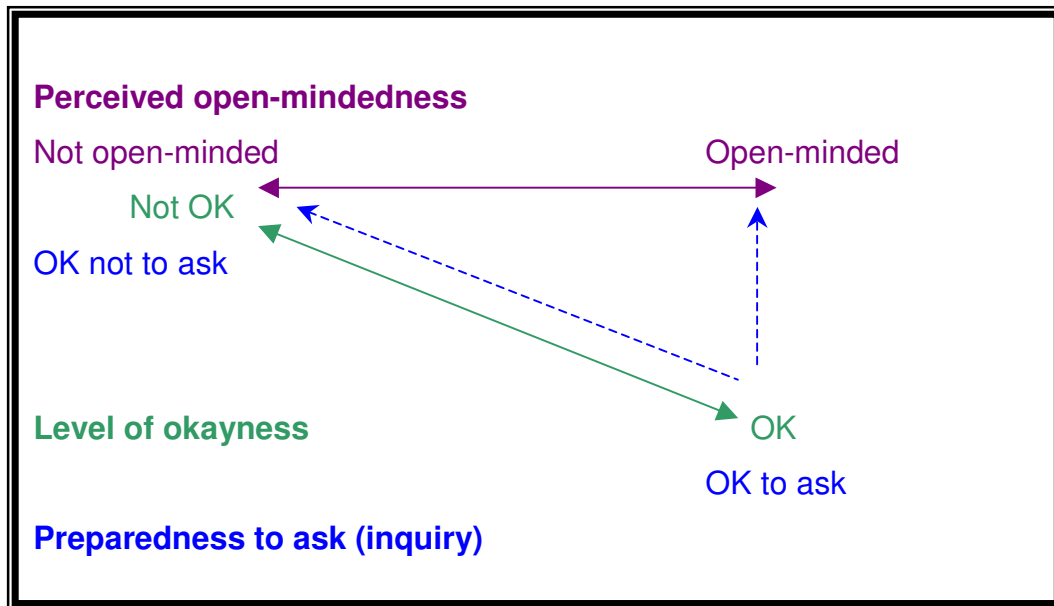 Perceived open-mindedness
Not open-minded Open-minded
Not OK
OK not to ask
Level of okayness OK
OK to ask
Preparedness to ask (inquiry)